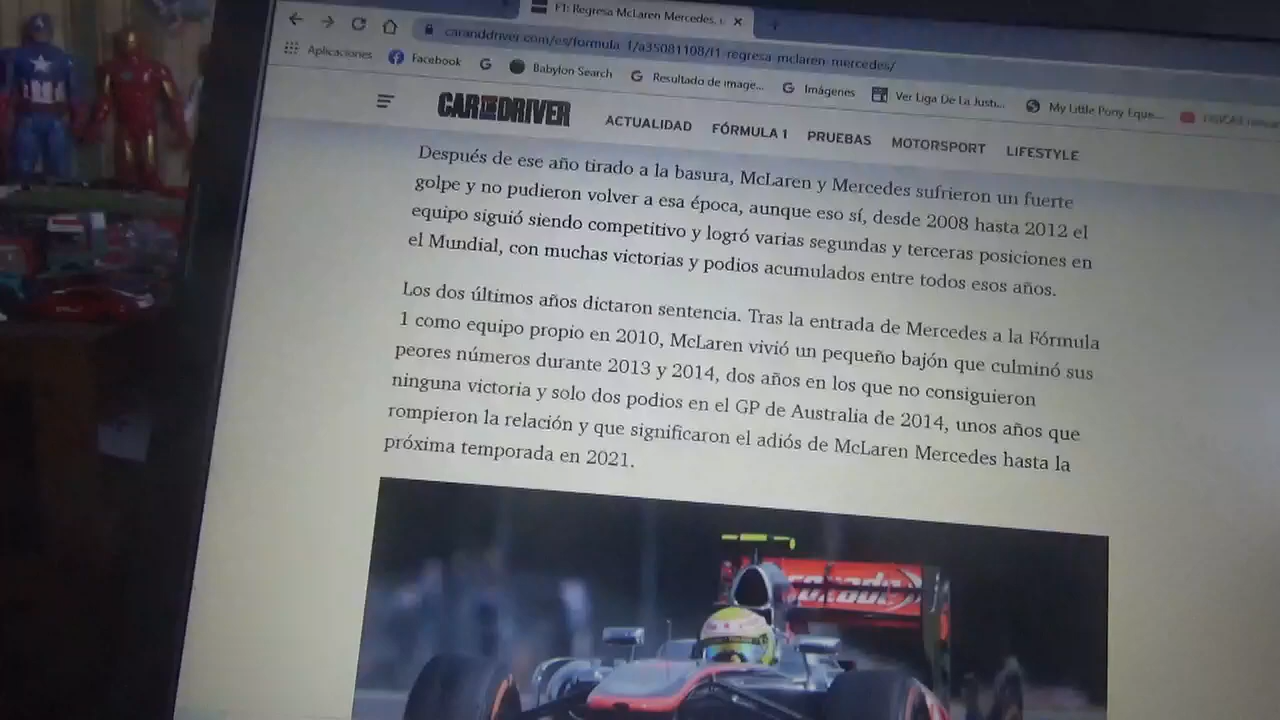 F1: Regresa McLaren Mercedes,
caranddriver.com/es/formula-1/a35081108/f1-regresa-mclaren-mercedes/
Aplicaciones Facebook Babylon Search Resultado de image... Imágenes Ver Liga De La Justi... My Little Pony Eque...
CAR AND DRIVER ACTUALIDAD FÓRMULA 1 PRUEBAS MOTORSPORT LIFESTYLE
Después de ese año tirado a la basura, McLaren y Mercedes sufrieron un fuerte
golpe y no pudieron volver a esa época, aunque eso sí, desde 2008 hasta 2012 el
equipo siguió siendo competitivo y logró varias segundas y terceras posiciones en
el Mundial, con muchas victorias y podios acumulados entre todos esos años.
Los dos últimos años dictaron sentencia. Tras la entrada de Mercedes a la Fórmula
1 como equipo propio en 2010, McLaren vivió un pequeño bajón que culminó sus
peores números durante 2013 y 2014, dos años en los que no consiguieron
ninguna victoria y solo dos podios en el GP de Australia de 2014, unos años que
rompieron la relación y que significaron el adiós de McLaren Mercedes hasta la
próxima temporada en 2021.